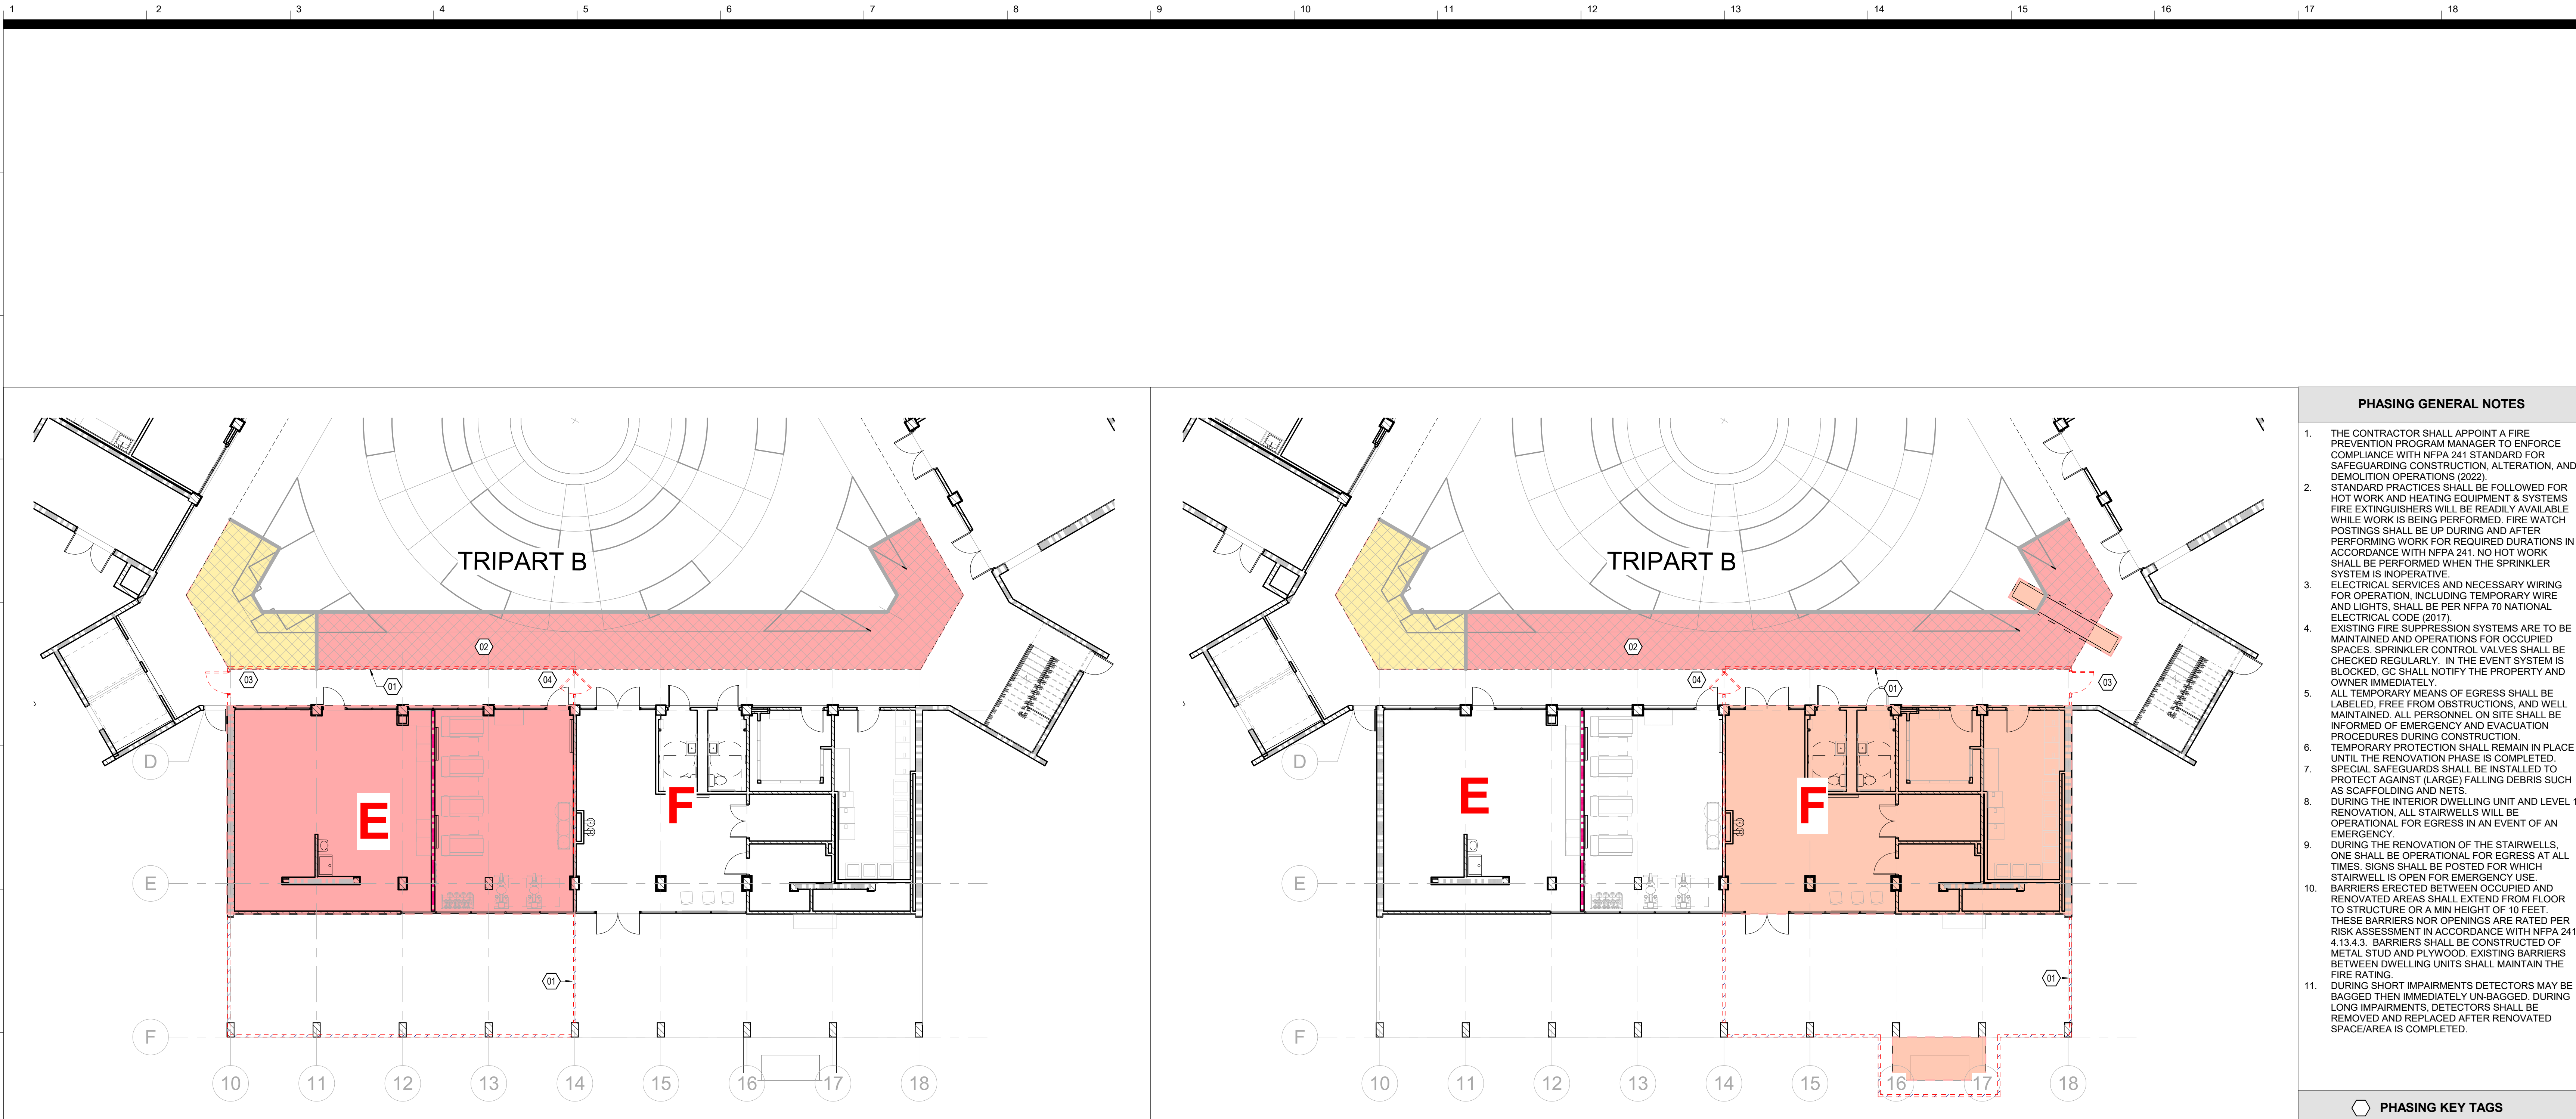 1 2 3 4 5 6 7 8 9 10 11 12 13 14 15 16 17 18
TRIPART B
02
03
04
01
E
F
01
D
E
F
10 11 12 13 14 15 16 17 18
TRIPART B
02
04
03
01
E
F
01
D
E
F
10 11 12 13 14 15 16 17 18
PHASING GENERAL NOTES
1. THE CONTRACTOR SHALL APPOINT A FIRE
PREVENTION PROGRAM MANAGER TO ENFORCE
COMPLIANCE WITH NFPA 241 STANDARD FOR
SAFEGUARDING CONSTRUCTION, ALTERATION, AND
DEMOLITION OPERATIONS (2022).
2. STANDARD PRACTICES SHALL BE FOLLOWED FOR
HOT WORK AND HEATING EQUIPMENT & SYSTEMS
FIRE EXTINGUISHERS WILL BE READILY AVAILABLE
WHILE WORK IS BEING PERFORMED. FIRE WATCH
POSTINGS SHALL BE UP DURING AND AFTER
PERFORMING WORK FOR REQUIRED DURATIONS IN
ACCORDANCE WITH NFPA 241. NO HOT WORK
SHALL BE PERFORMED WHEN THE SPRINKLER
SYSTEM IS INOPERATIVE.
3. ELECTRICAL SERVICES AND NECESSARY WIRING
FOR OPERATION, INCLUDING TEMPORARY WIRE
AND LIGHTS, SHALL BE PER NFPA 70 NATIONAL
ELECTRICAL CODE (2017).
4. EXISTING FIRE SUPPRESSION SYSTEMS ARE TO BE
MAINTAINED AND OPERATIONS FOR OCCUPIED
SPACES. SPRINKLER CONTROL VALVES SHALL BE
CHECKED REGULARLY. IN THE EVENT SYSTEM IS
BLOCKED, GC SHALL NOTIFY THE PROPERTY AND
OWNER IMMEDIATELY.
5. ALL TEMPORARY MEANS OF EGRESS SHALL BE
LABELED, FREE FROM OBSTRUCTIONS, AND WELL
MAINTAINED. ALL PERSONNEL ON SITE SHALL BE
INFORMED OF EMERGENCY AND EVACUATION
PROCEDURES DURING CONSTRUCTION.
6. TEMPORARY PROTECTION SHALL REMAIN IN PLACE
UNTIL THE RENOVATION PHASE IS COMPLETED.
7. SPECIAL SAFEGUARDS SHALL BE INSTALLED TO
PROTECT AGAINST (LARGE) FALLING DEBRIS SUCH
AS SCAFFOLDING AND NETS.
8. DURING THE INTERIOR DWELLING UNIT AND LEVEL 1
RENOVATION, ALL STAIRWELLS WILL BE
OPERATIONAL FOR EGRESS IN AN EVENT OF AN
EMERGENCY.
9. DURING THE RENOVATION OF THE STAIRWELLS,
ONE SHALL BE OPERATIONAL FOR EGRESS AT ALL
TIMES. SIGNS SHALL BE POSTED FOR WHICH
STAIRWELL IS OPEN FOR EMERGENCY USE.
10. BARRIERS ERECTED BETWEEN OCCUPIED AND
RENOVATED AREAS SHALL EXTEND FROM FLOOR
TO STRUCTURE OR A MIN HEIGHT OF 10 FEET.
THESE BARRIERS NOR OPENINGS ARE RATED PER
RISK ASSESSMENT IN ACCORDANCE WITH NFPA 241
4.13.4.3. BARRIERS SHALL BE CONSTRUCTED OF
METAL STUD AND PLYWOOD. EXISTING BARRIERS
BETWEEN DWELLING UNITS SHALL MAINTAIN THE
FIRE RATING.
11. DURING SHORT IMPAIRMENTS DETECTORS MAY BE
BAGGED THEN IMMEDIATELY UN-BAGGED. DURING
LONG IMPAIRMENTS, DETECTORS SHALL BE
REMOVED AND REPLACED AFTER RENOVATED
SPACE/AREA IS COMPLETED.
PHASING KEY TAGS